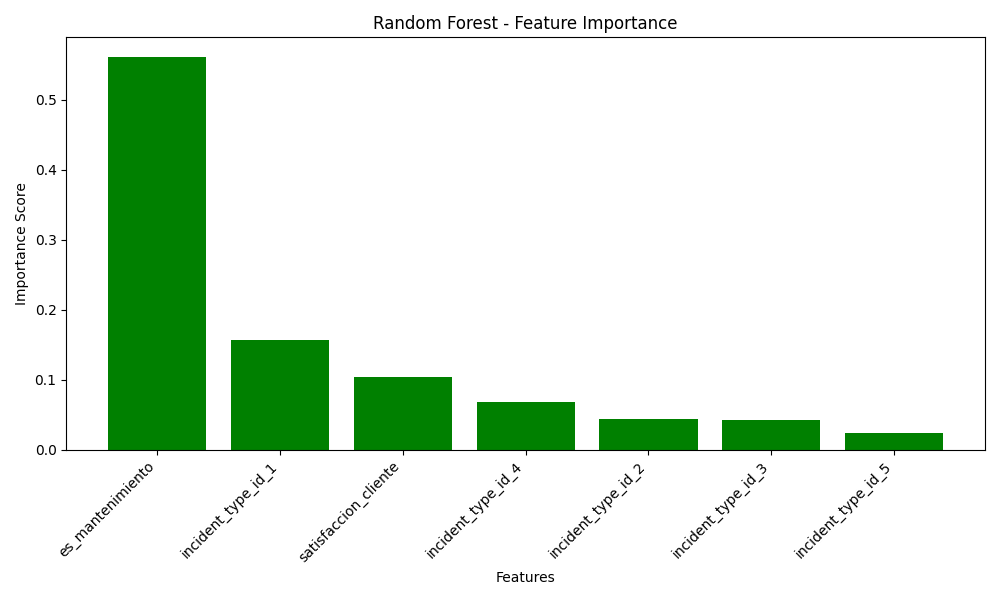 Random Forest - Feature Importance
Importance Score
0.5
0.4
0.3
0.2
0.1
0.0
es_mantenimiento
incident_type_id_1
satisfaccion_cliente
incident_type_id_4
incident_type_id_2
incident_type_id_3
incident_type_id_5
Features